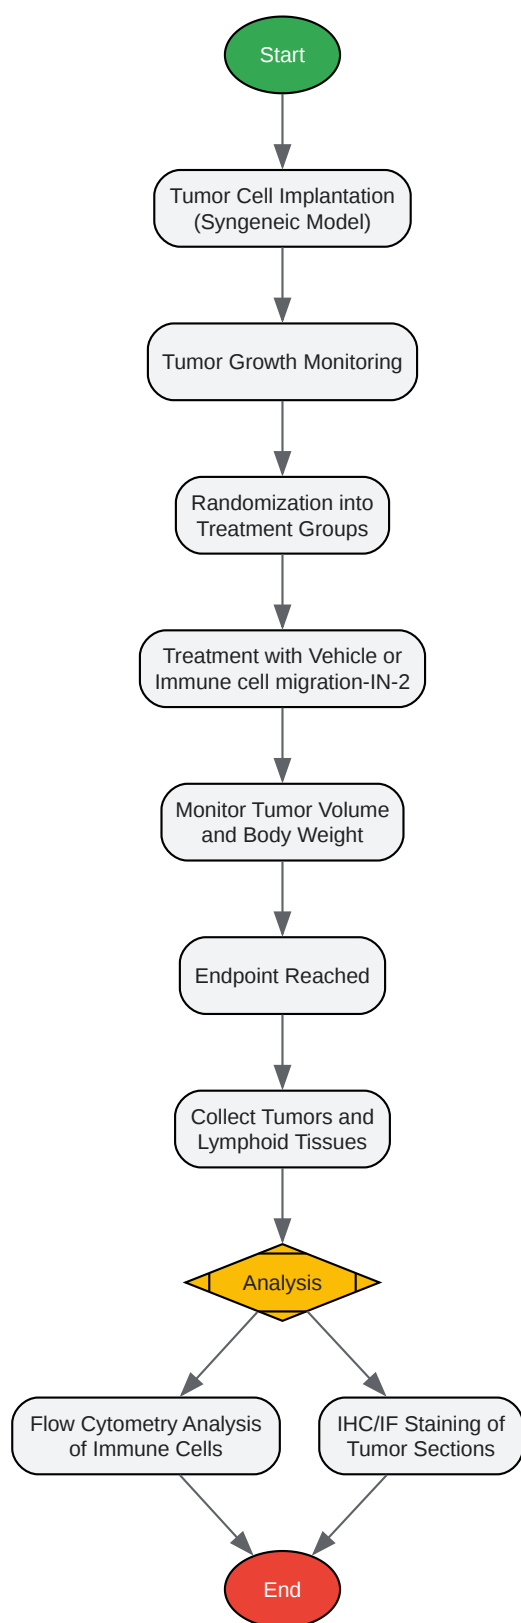 Start
Tumor Cell Implantation
(Syngeneic Model)
Tumor Growth Monitoring
Randomization into
Treatment Groups
Treatment with Vehicle or
Immune cell migration-IN-2
Monitor Tumor Volume
and Body Weight
Endpoint Reached
Collect Tumors and
Lymphoid Tissues
Analysis
Flow Cytometry Analysis
of Immune Cells
IHC/IF Staining of
Tumor Sections
End